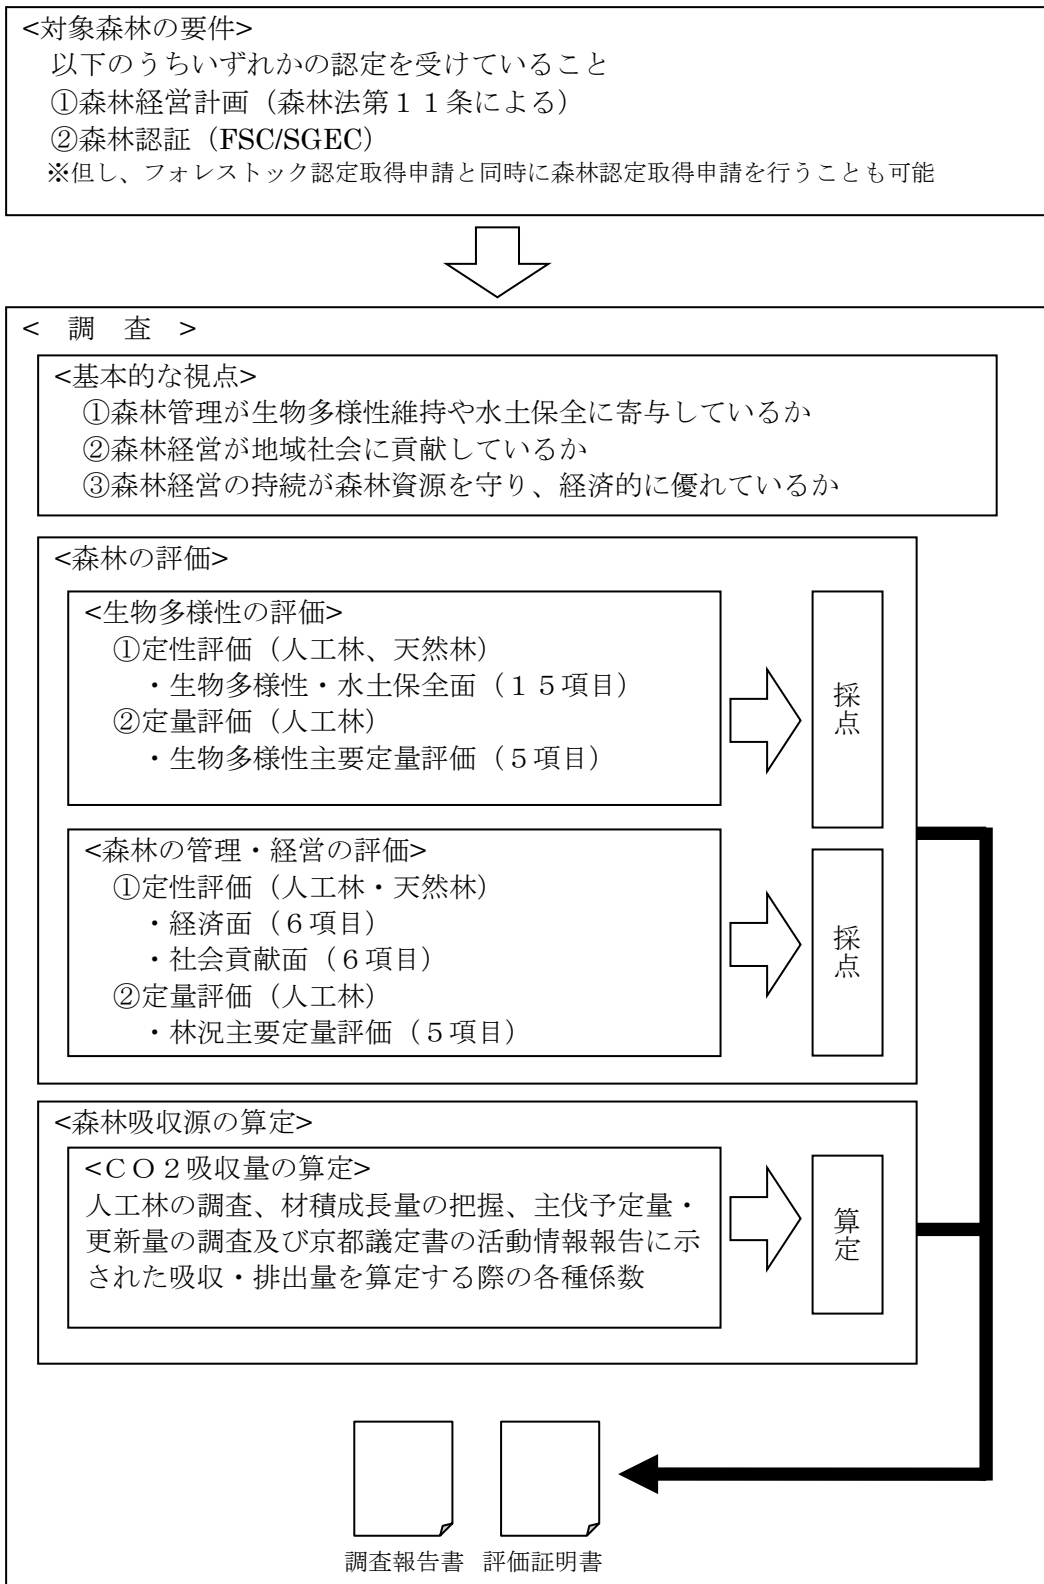 <対象森林の要件>
以下のうちいずれかの認定を受けていること
①森林経営計画（森林法第１１条による）
②森林認証（FSC/SGEC）
※但し、フォレストック認定取得申請と同時に森林認定取得申請を行うことも可能
<　調　査　>
<基本的な視点>
①森林管理が生物多様性維持や水土保全に寄与しているか
②森林経営が地域社会に貢献しているか
③森林経営の持続が森林資源を守り、経済的に優れているか
<森林の評価>
<生物多様性の評価>
①定性評価（人工林、天然林）
・生物多様性・水土保全面（１５項目）
②定量評価（人工林）
・生物多様性主要定量評価（５項目）
採点
<森林の管理・経営の評価>
①定性評価（人工林・天然林）
・経済面（６項目）
・社会貢献面（６項目）
②定量評価（人工林）
・林況主要定量評価（５項目）
採点
<森林吸収源の算定>
<ＣＯ２吸収量の算定>
人工林の調査、材積成長量の把握、主伐予定量・
更新量の調査及び京都議定書の活動情報報告に示
された吸収・排出量を算定する際の各種係数
算定
調査報告書　評価証明書